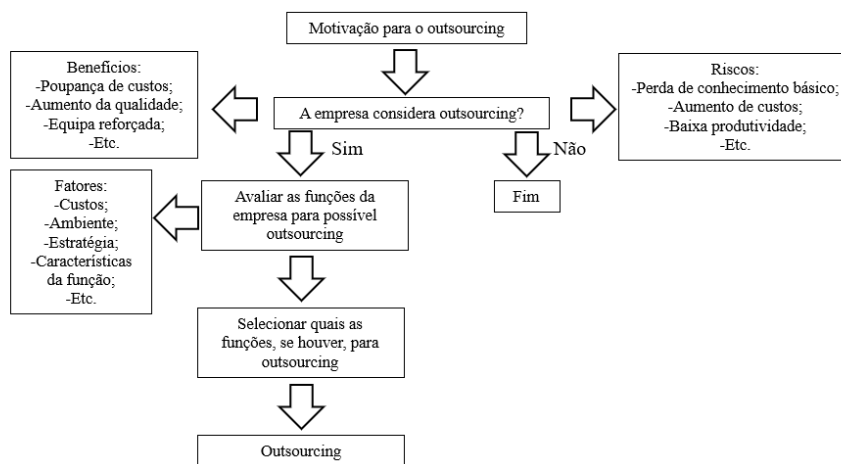 Motivação para o outsourcing
Benefícios:
-Poupança de custos;
-Aumento da qualidade;
-Equipa reforçada;
-Etc.
A empresa considera outsourcing?
Riscos:
-Perda de conhecimento básico;
-Aumento de custos;
-Baixa produtividade;
-Etc.
Sim
Não
Fatores:
-Custos;
-Ambiente;
-Estratégia;
-Características
da função;
-Etc.
Avaliar as funções da
empresa para possível
outsourcing
Fim
Selecionar quais as
funções, se houver, para
outsourcing
Outsourcing